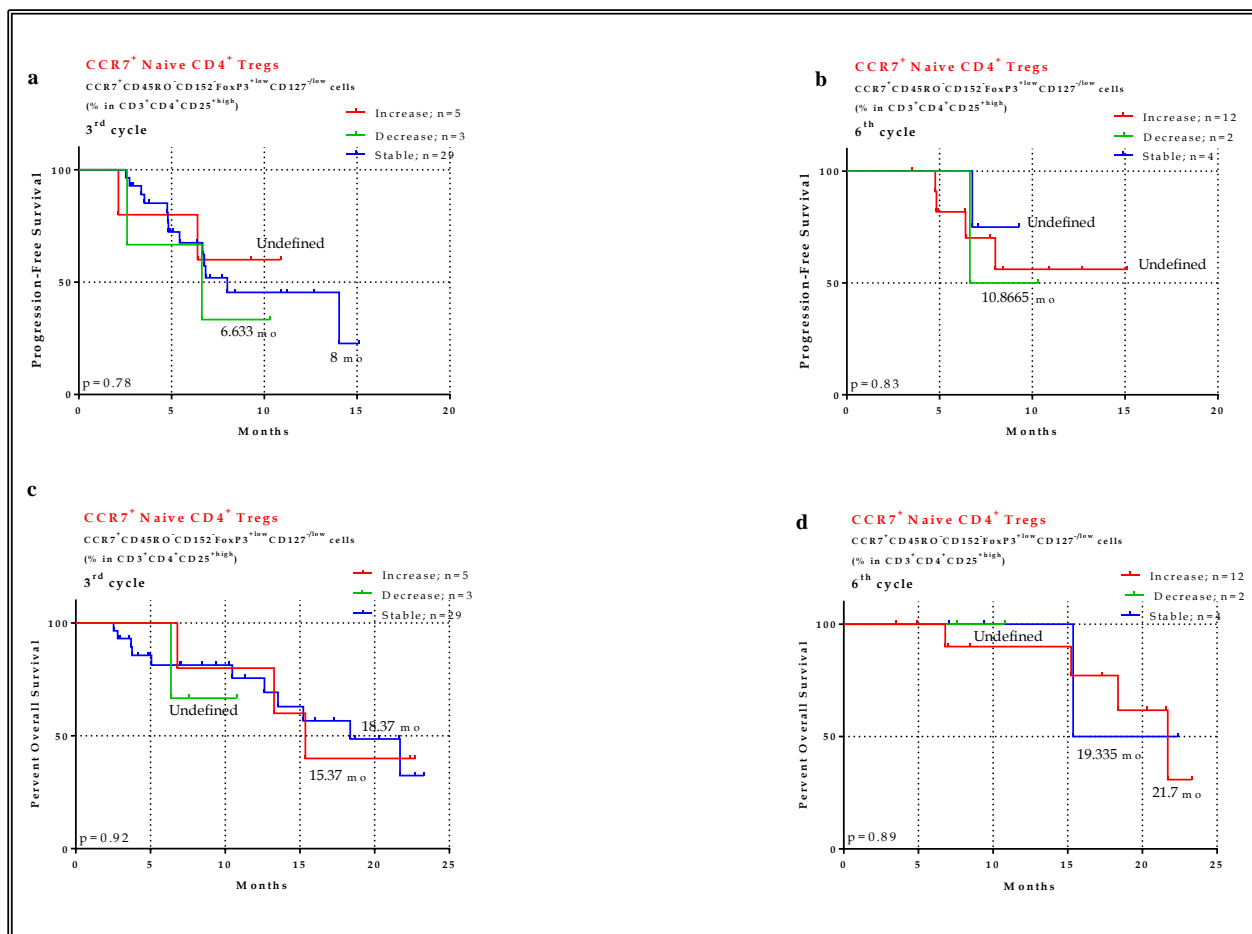 a
CCR7⁺ Naive CD4⁺ Tregs
CCR7⁺CD45RO⁻CD152⁻FoxP3⁺ˡᵒʷCD127⁻/ˡᵒʷ cells
(% in CD3⁺CD4⁺CD25⁺ʰⁱᵍʰ)
3ʳᵈ cycle
Increase; n=5
Decrease; n=3
Stable; n=29
Progression-Free Survival
100
50
0
Undefined
6.633 mo
8 mo
p=0.78
0 5 10 15 20
Months
b
CCR7⁺ Naive CD4⁺ Tregs
CCR7⁺CD45RO⁻CD152⁻FoxP3⁺ˡᵒʷCD127⁻/ˡᵒʷ cells
(% in CD3⁺CD4⁺CD25⁺ʰⁱᵍʰ)
6ᵗʰ cycle
Increase; n=12
Decrease; n=2
Stable; n=4
Progression-Free Survival
100
50
0
Undefined
Undefined
10.8665 mo
p=0.83
0 5 10 15 20
Months
c
CCR7⁺ Naive CD4⁺ Tregs
CCR7⁺CD45RO⁻CD152⁻FoxP3⁺ˡᵒʷCD127⁻/ˡᵒʷ cells
(% in CD3⁺CD4⁺CD25⁺ʰⁱᵍʰ)
3ʳᵈ cycle
Increase; n=5
Decrease; n=3
Stable; n=29
Pervent Overall Survival
100
50
0
Undefined
18.37 mo
15.37 mo
p=0.92
0 5 10 15 20 25
Months
d
CCR7⁺ Naive CD4⁺ Tregs
CCR7⁺CD45RO⁻CD152⁻FoxP3⁺ˡᵒʷCD127⁻/ˡᵒʷ cells
(% in CD3⁺CD4⁺CD25⁺ʰⁱᵍʰ)
6ᵗʰ cycle
Increase; n=12
Decrease; n=2
Stable; n=4
Pervent Overall Survival
100
50
0
Undefined
19.335 mo
21.7 mo
p=0.89
0 5 10 15 20 25
Months